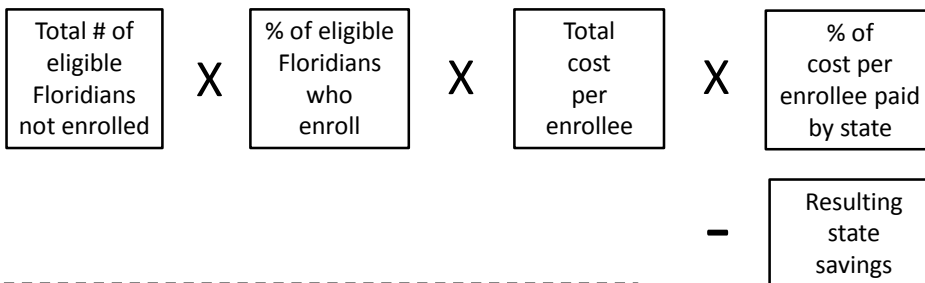 Total # of
eligible
Floridians
not enrolled
X
% of eligible
Floridians
who
enroll
X
Total
cost
per
enrollee
X
% of
cost per
enrollee paid
by state
-
Resulting
state
savings